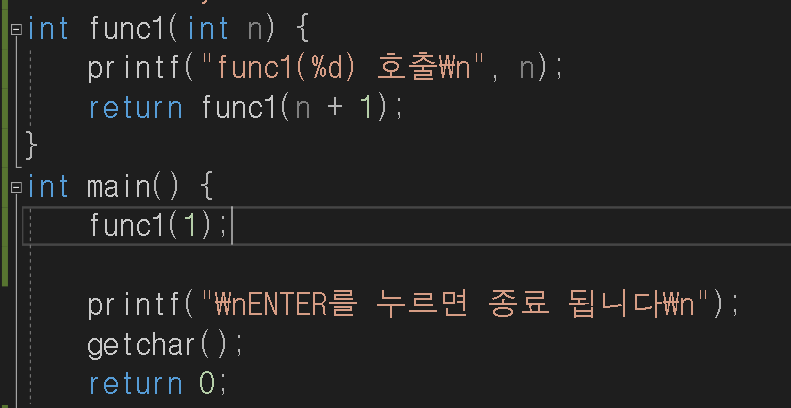 int func1(int n) {
printf("func1(%d) 호출₩n", n);
return func1(n + 1);
}
int main() {
func1(1);
printf("₩nENTER를 누르면 종료 됩니다₩n");
getchar();
return 0;